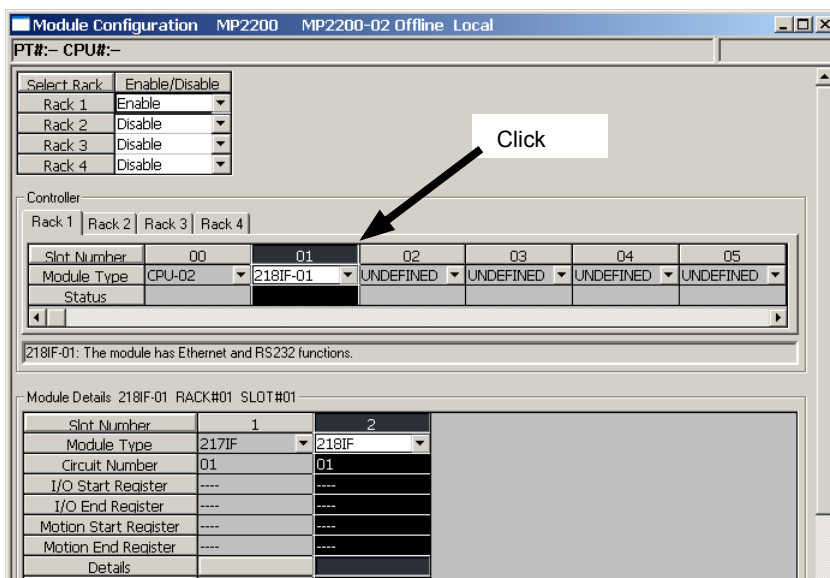 Module Configuration MP2200 MP2200-02 Offline Local
PT#:– CPU#:–
Select Rack Enable/Disable
Rack 1 Enable
Rack 2 Disable
Rack 3 Disable
Rack 4 Disable
Click
Controller
Rack 1 Rack 2 Rack 3 Rack 4
Slot Number 00 01 02 03 04 05
Module Type CPU-02 218IF-01 UNDEFINED UNDEFINED UNDEFINED UNDEFINED
Status
218IF-01: The module has Ethernet and RS232 functions.
Module Details 218IF-01 RACK#01 SLOT#01
Slot Number 1 2
Module Type 217IF 218IF
Circuit Number 01 01
I/O Start Register ---- ----
I/O End Register ---- ----
Motion Start Register ---- ----
Motion End Register ---- ----
Details